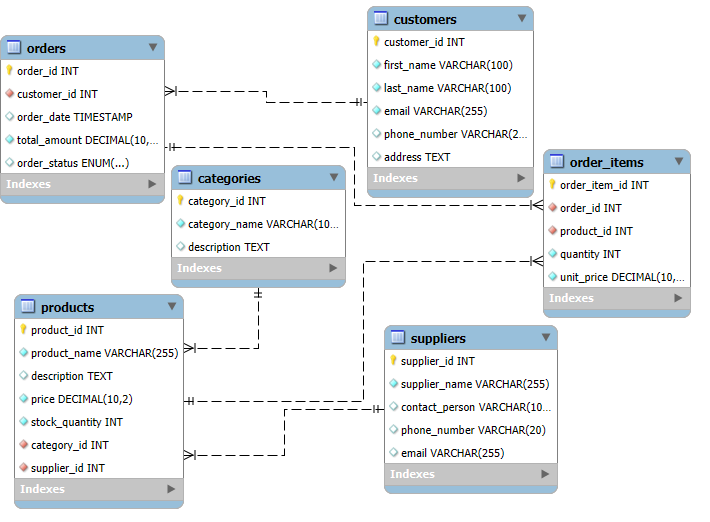 orders
order_id INT
customer_id INT
order_date TIMESTAMP
total_amount DECIMAL(10,...
order_status ENUM(...)
Indexes
customers
customer_id INT
first_name VARCHAR(100)
last_name VARCHAR(100)
email VARCHAR(255)
phone_number VARCHAR(2...
address TEXT
Indexes
categories
category_id INT
category_name VARCHAR(10...
description TEXT
Indexes
order_items
order_item_id INT
order_id INT
product_id INT
quantity INT
unit_price DECIMAL(10,...
Indexes
products
product_id INT
product_name VARCHAR(255)
description TEXT
price DECIMAL(10,2)
stock_quantity INT
category_id INT
supplier_id INT
Indexes
suppliers
supplier_id INT
supplier_name VARCHAR(255)
contact_person VARCHAR(10...
phone_number VARCHAR(20)
email VARCHAR(255)
Indexes